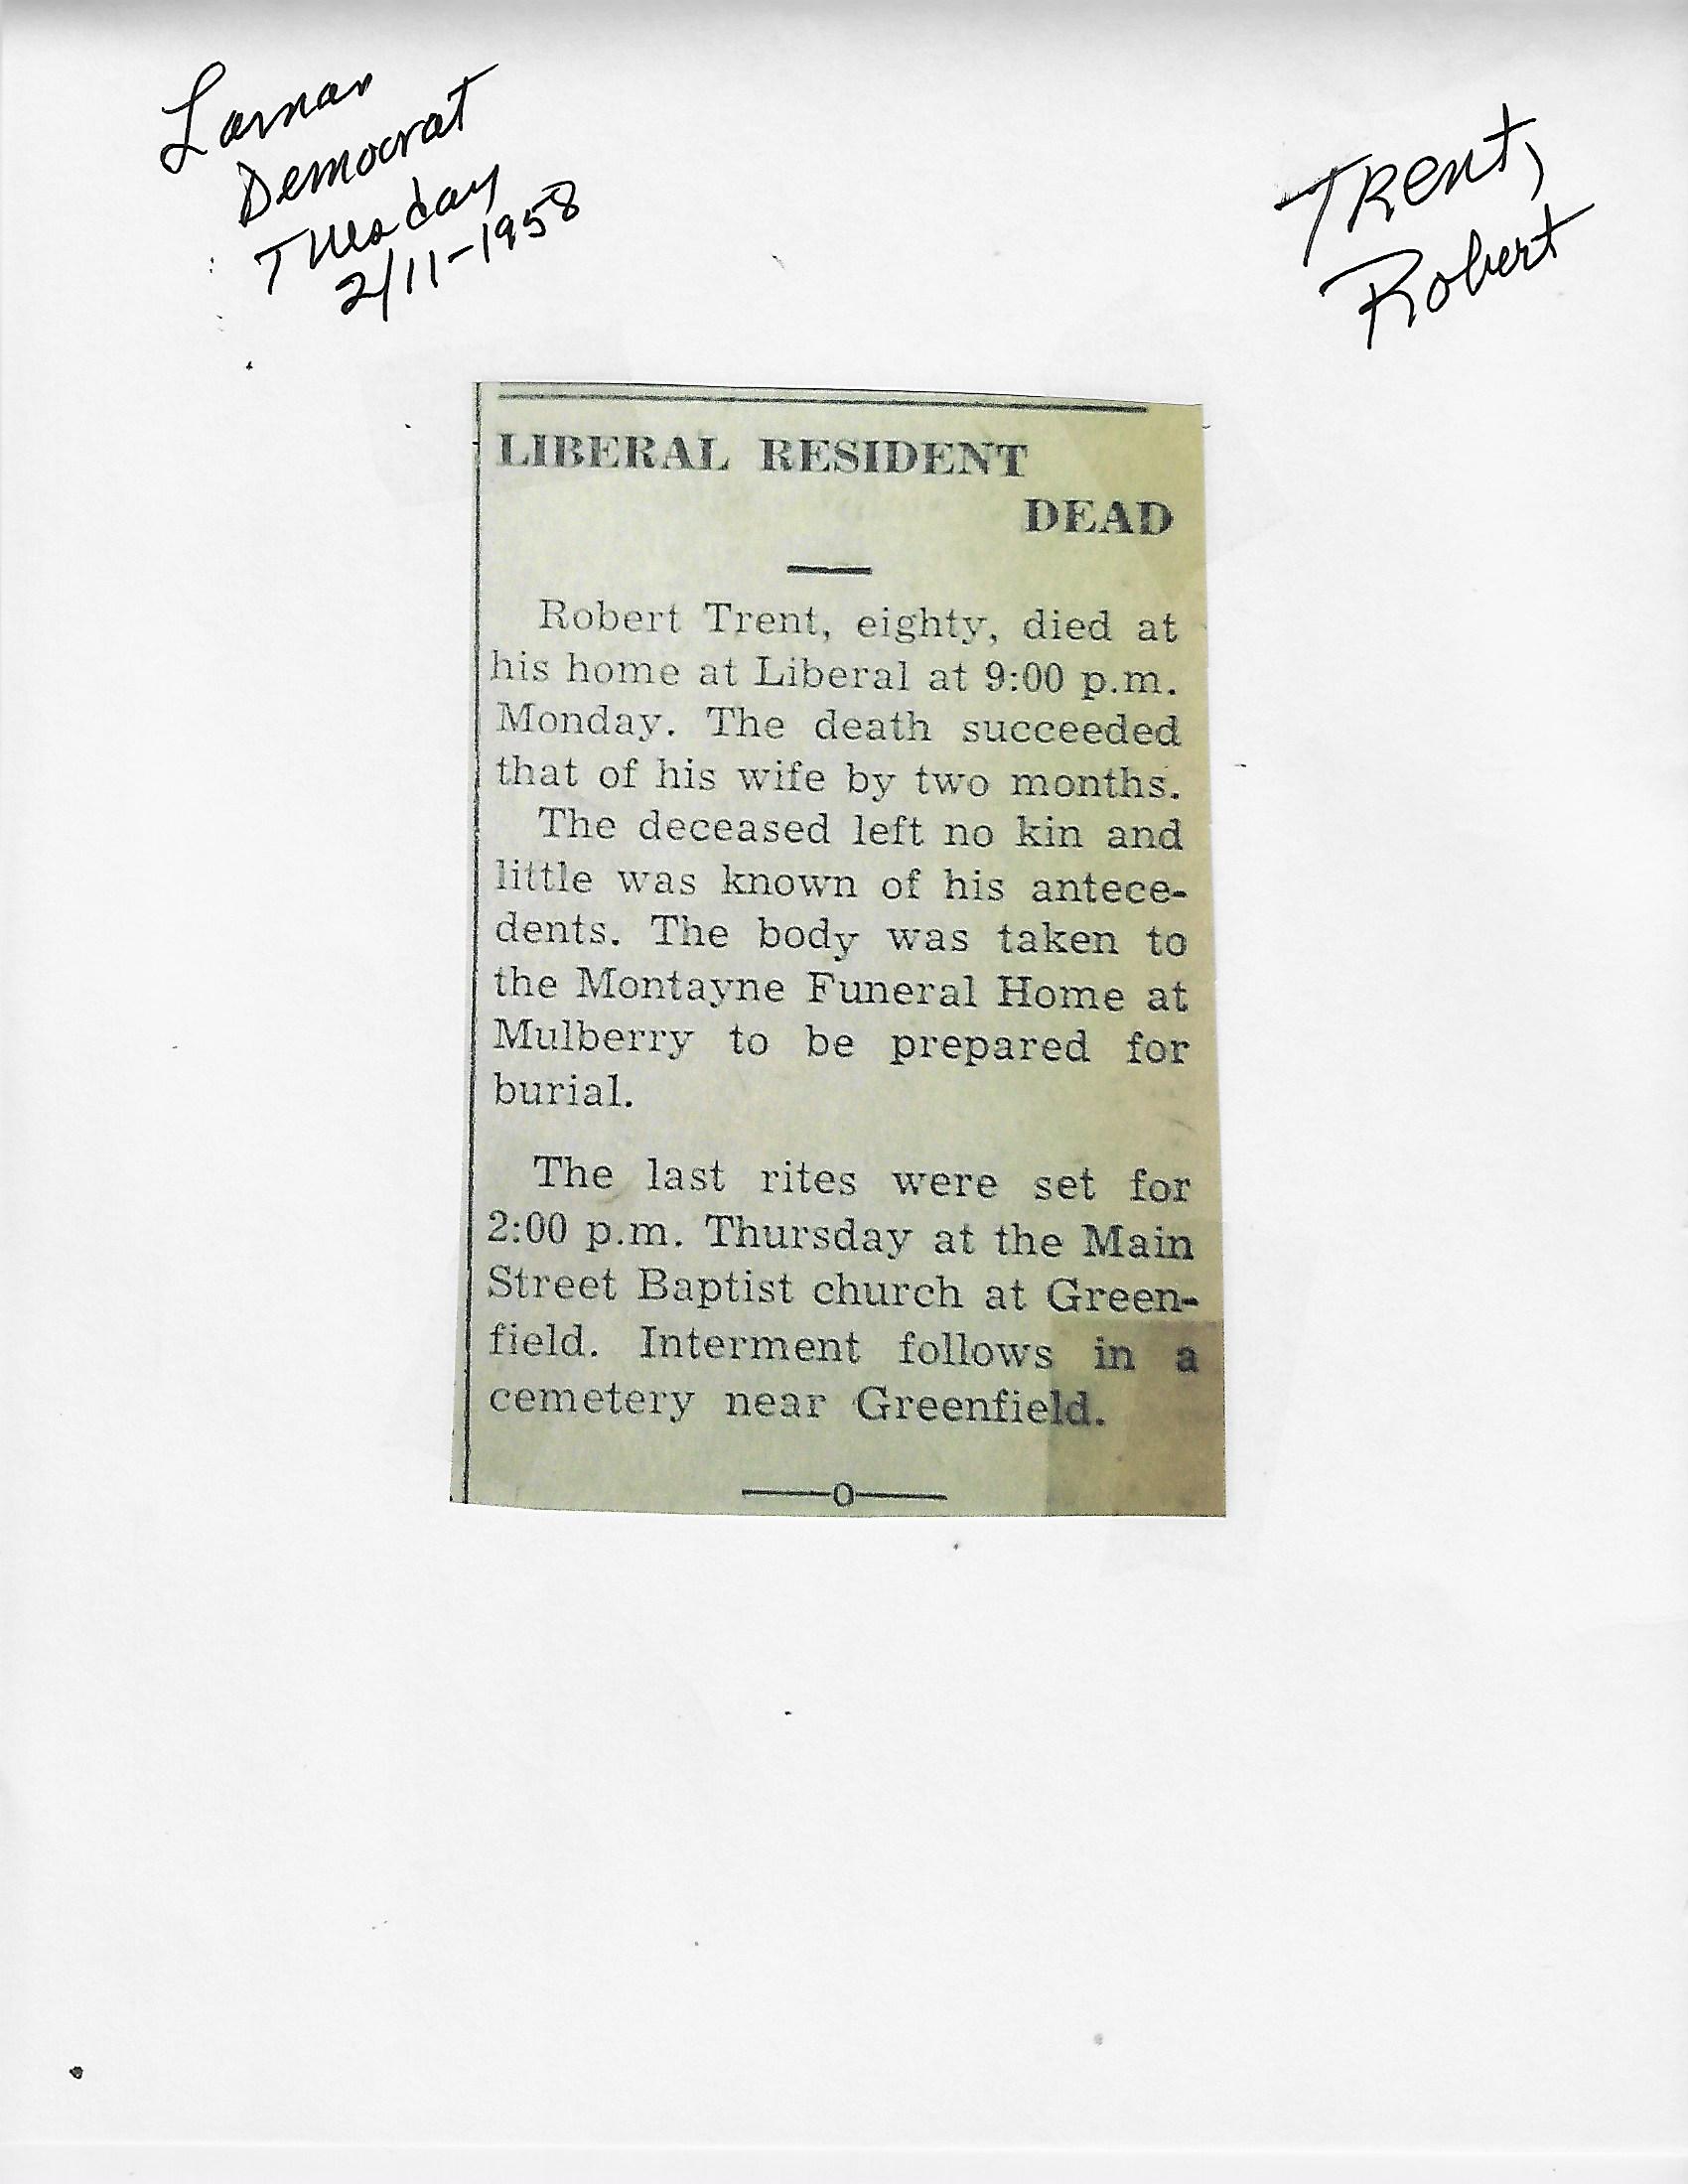 Lamar
Democrat
Tuesday
2/11-1958
Trent,
Robert
LIBERAL RESIDENT
DEAD
Robert Trent, eighty, died at
his home at Liberal at 9:00 p.m.
Monday. The death succeeded
that of his wife by two months.
The deceased left no kin and
little was known of his antece-
dents. The body was taken to
the Montayne Funeral Home at
Mulberry to be prepared for
burial.
The last rites were set for
2:00 p.m. Thursday at the Main
Street Baptist church at Green-
field. Interment follows in a
cemetery near Greenfield.
—o—